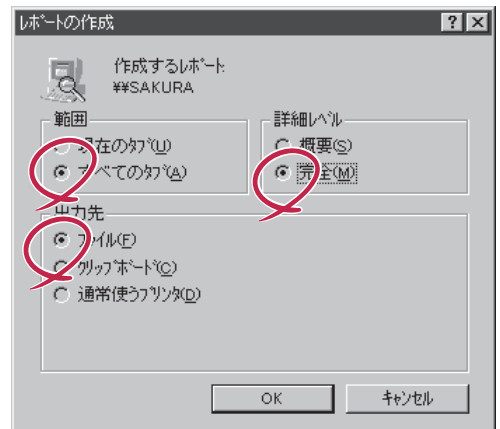 レポートの作成
作成するレポート:
¥¥SAKURA
範囲
現在のタブ(U)
すべてのタブ(A)
詳細レベル
概要(S)
完全(M)
出力先
ファイル(F)
クリップボード(C)
通常使うプリンタ(D)
OK
キャンセル